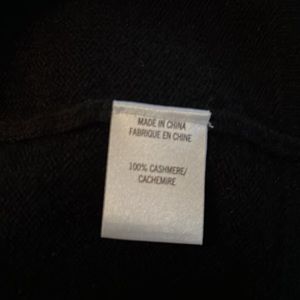 MADE IN CHINA
FABRIQUE EN CHINE
100% CASHMERE/
CACHEMIRE